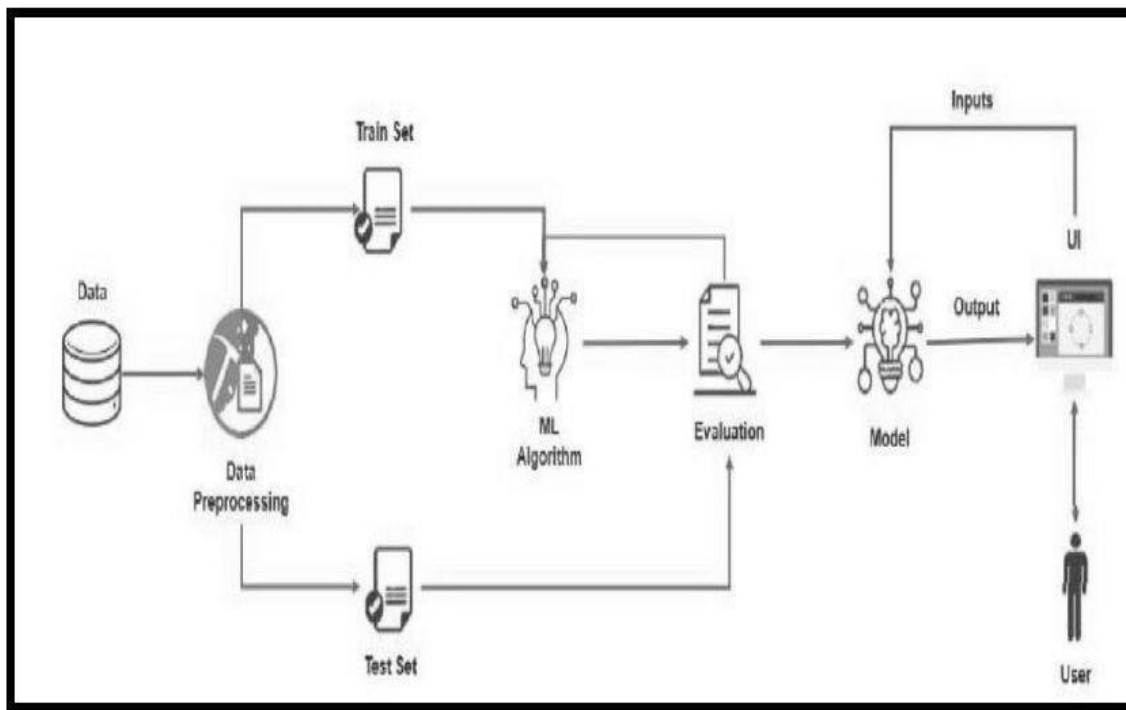 Inputs
Train Set
UI
Data
Output
ML
Algorithm
Evaluation
Model
Data
Preprocessing
Test Set
User